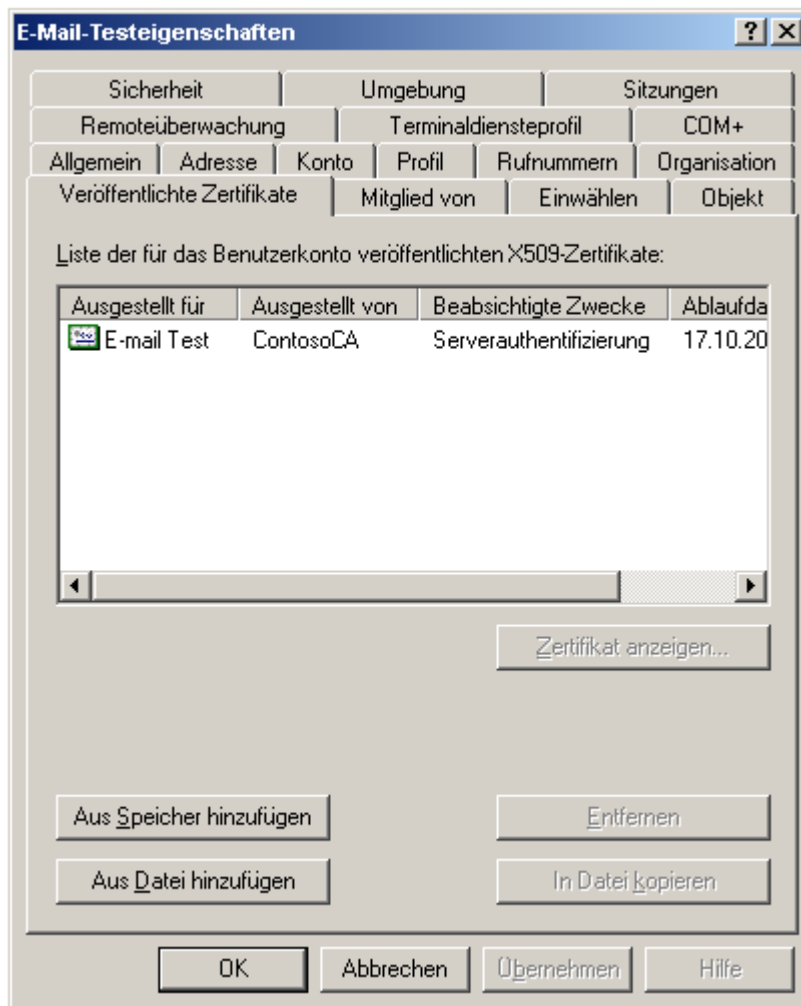 E-Mail-Testeigenschaften
Sicherheit Umgebung Sitzungen
Remoteüberwachung Terminaldiensteprofil COM+
Allgemein Adresse Konto Profil Rufnummern Organisation
Veröffentlichte Zertifikate Mitglied von Einwählen Objekt
Liste der für das Benutzerkonto veröffentlichten X509-Zertifikate:
Ausgestellt für Ausgestellt von Beabsichtigte Zwecke Ablaufda
E-mail Test ContosoCA Serverauthentifizierung 17.10.20
Zertifikat anzeigen...
Aus Speicher hinzufügen Entfernen
Aus Datei hinzufügen In Datei kopieren
OK Abbrechen Übernehmen Hilfe